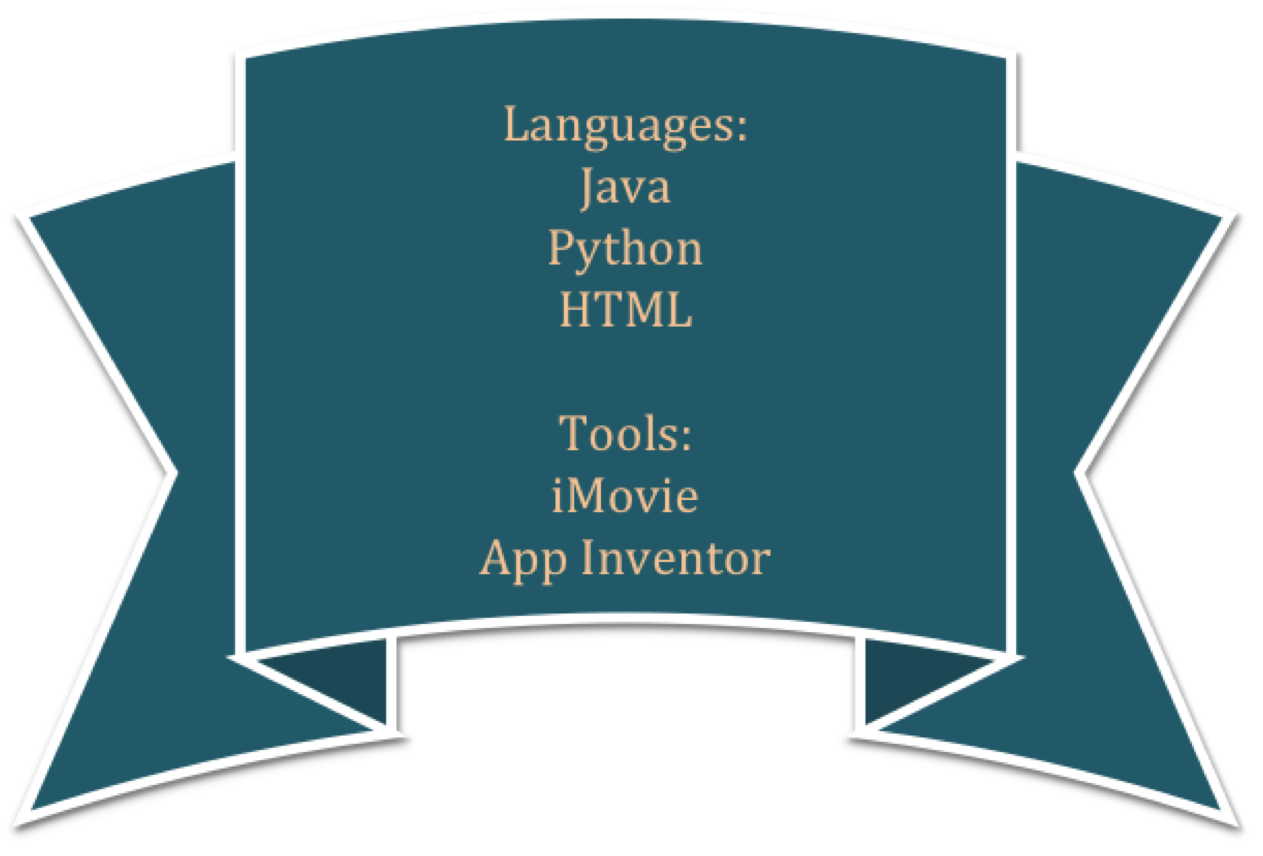 Languages:
Java
Python
HTML
Tools:
iMovie
App Inventor